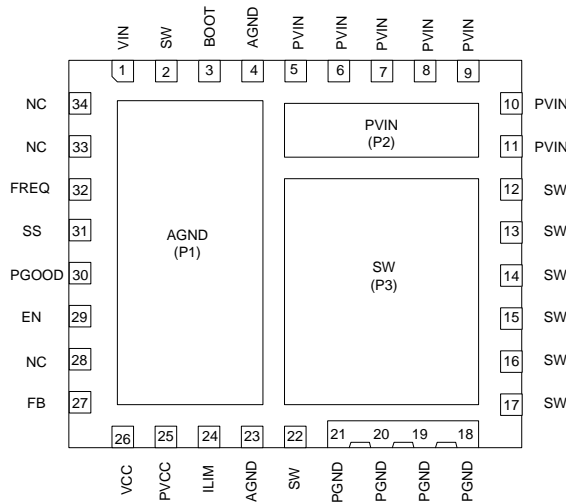 VIN SW BOOT AGND PVIN PVIN PVIN PVIN PVIN
1 2 3 4 5 6 7 8 9
NC 34
NC 33
FREQ 32
SS 31
PGOOD 30
EN 29
NC 28
FB 27
AGND
(P1)
PVIN
(P2)
SW
(P3)
10 PVIN
11 PVIN
12 SW
13 SW
14 SW
15 SW
16 SW
17 SW
26 25 24 23 22 21 20 19 18
VCC PVCC ILIM AGND SW PGND PGND PGND PGND